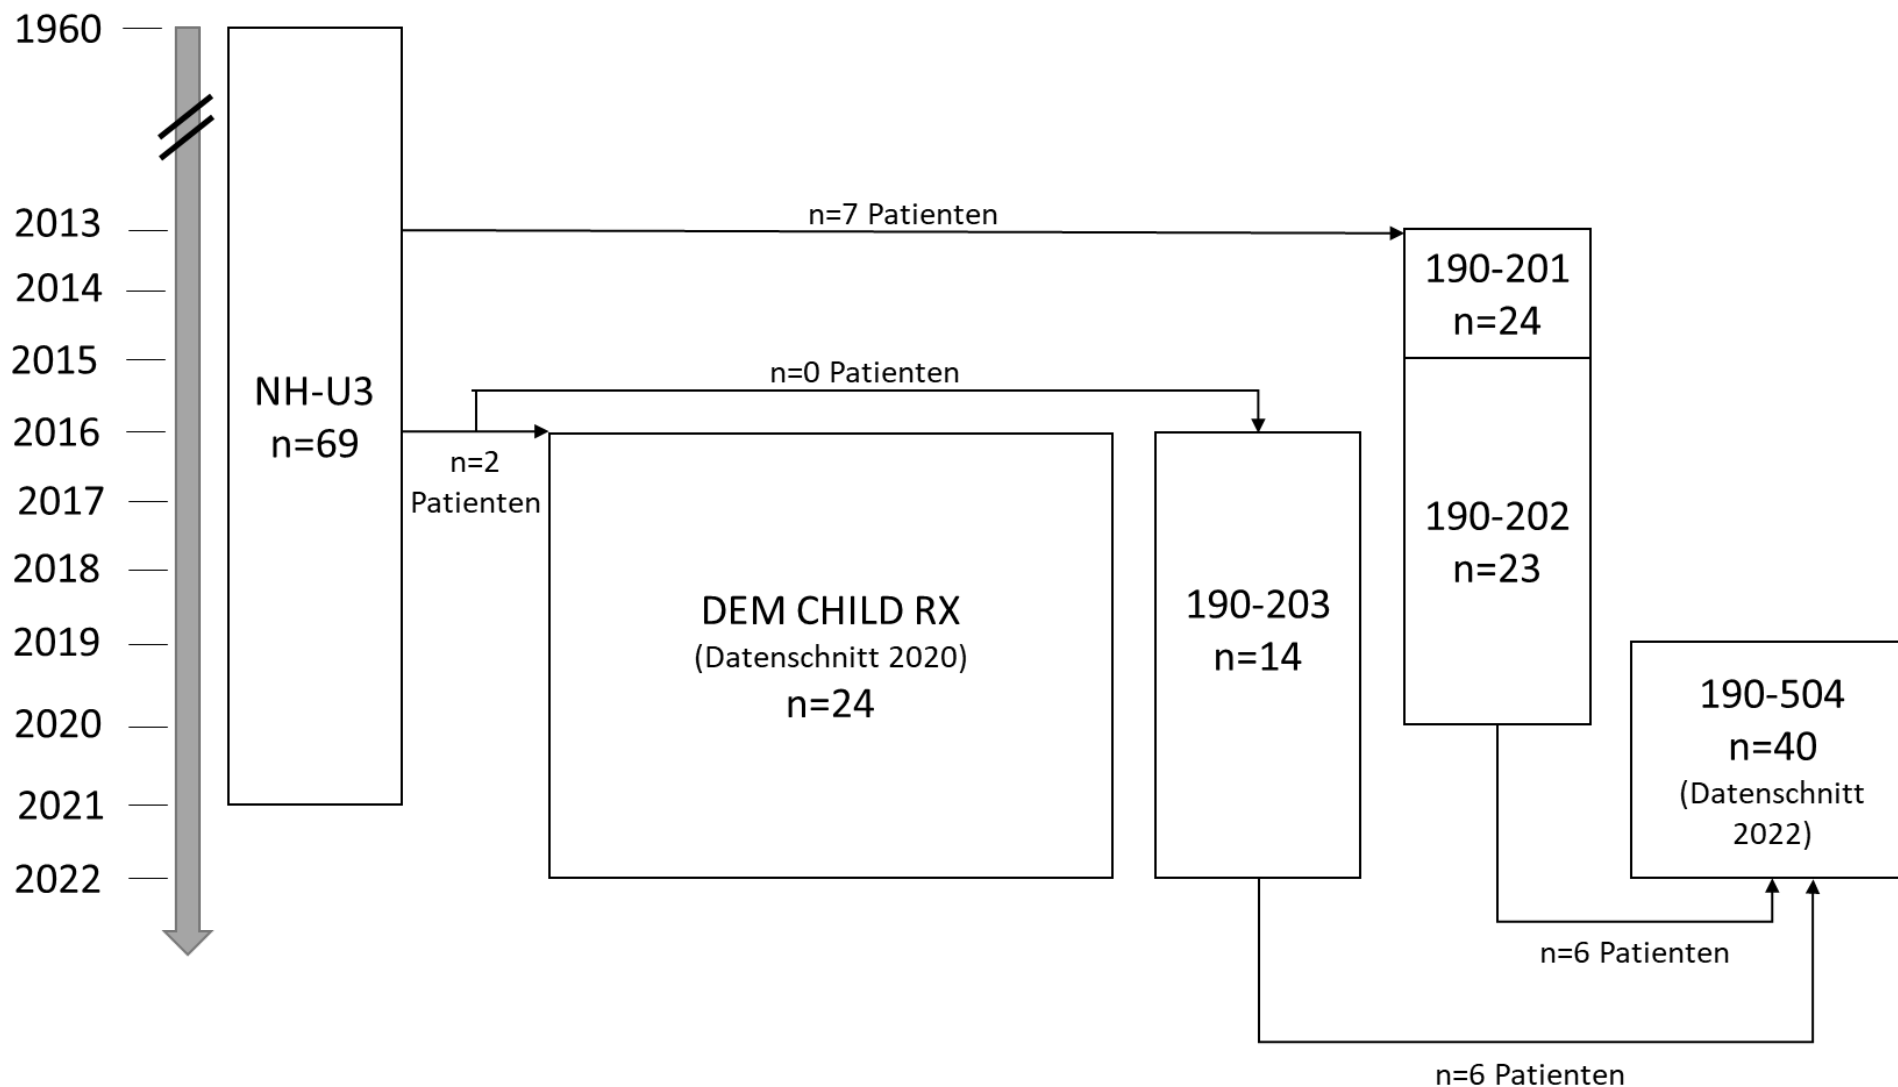 1960
2013
2014
2015
2016
2017
2018
2019
2020
2021
2022
NH-U3
n=69
n=7 Patienten
n=0 Patienten
n=2
Patienten
DEM CHILD RX
(Datenschnitt 2020)
n=24
190-203
n=14
190-201
n=24
190-202
n=23
190-504
n=40
(Datenschnitt
2022)
n=6 Patienten
n=6 Patienten